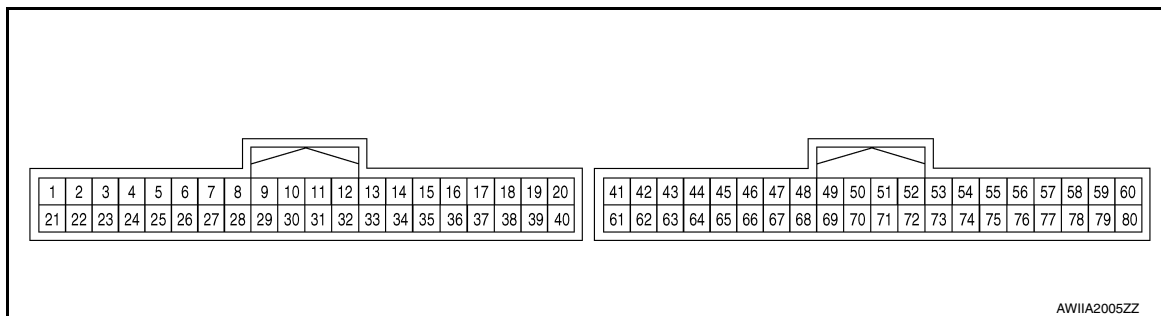 1 2 3 4 5 6 7 8 9 10 11 12 13 14 15 16 17 18 19 20
21 22 23 24 25 26 27 28 29 30 31 32 33 34 35 36 37 38 39 40
41 42 43 44 45 46 47 48 49 50 51 52 53 54 55 56 57 58 59 60
61 62 63 64 65 66 67 68 69 70 71 72 73 74 75 76 77 78 79 80
AWIIA2005ZZ